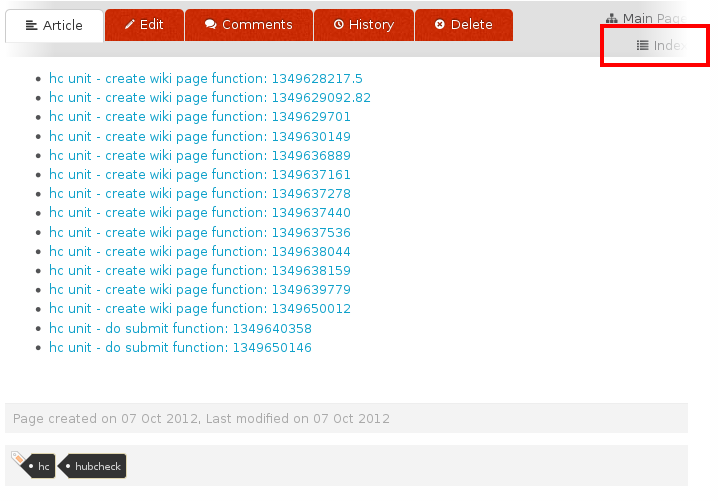 Article Edit Comments History Delete Main Page
Index
hc unit - create wiki page function: 1349628217.5
hc unit - create wiki page function: 1349629092.82
hc unit - create wiki page function: 1349629701
hc unit - create wiki page function: 1349630149
hc unit - create wiki page function: 1349636889
hc unit - create wiki page function: 1349637161
hc unit - create wiki page function: 1349637278
hc unit - create wiki page function: 1349637440
hc unit - create wiki page function: 1349637536
hc unit - create wiki page function: 1349638044
hc unit - create wiki page function: 1349638159
hc unit - create wiki page function: 1349639779
hc unit - create wiki page function: 1349650012
hc unit - do submit function: 1349640358
hc unit - do submit function: 1349650146
Page created on 07 Oct 2012, Last modified on 07 Oct 2012
hc hubcheck